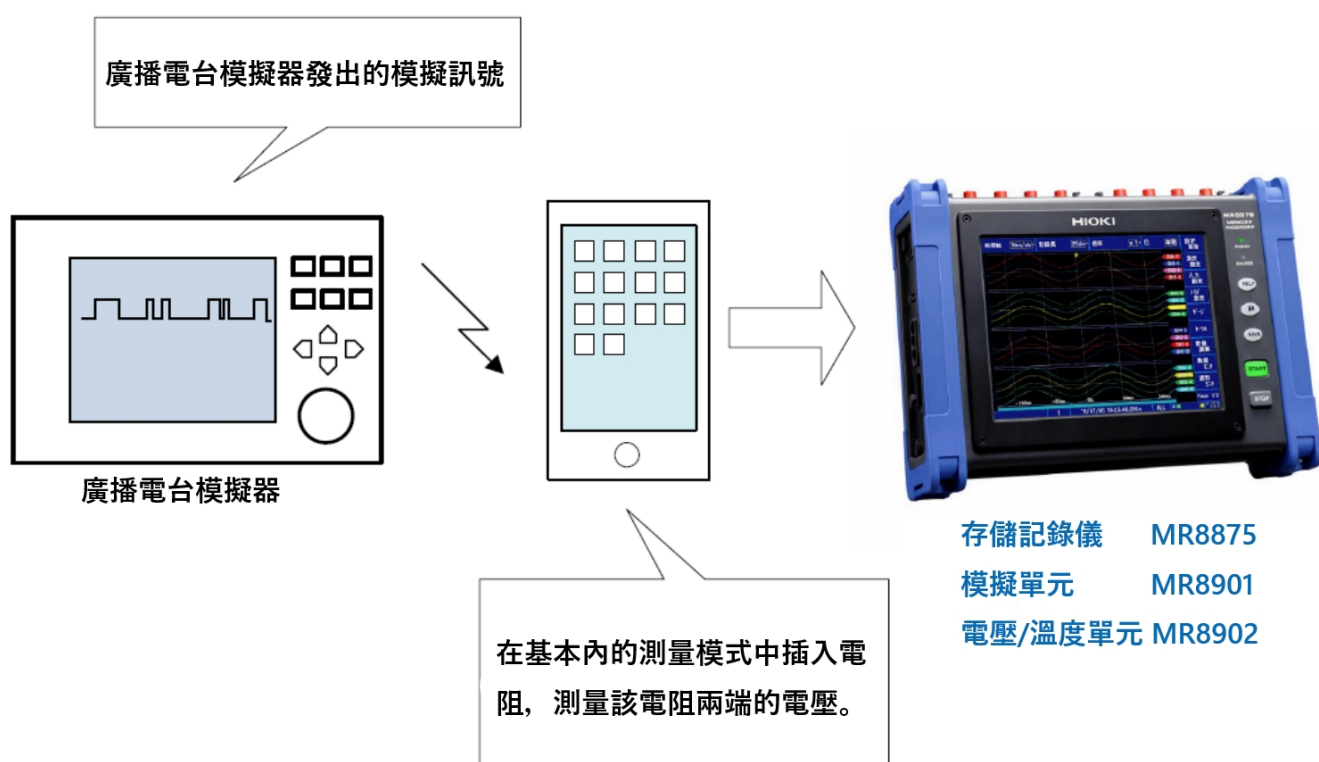 廣播電台模擬器發出的模擬訊號
廣播電台模擬器
HIOKI
START
STOP
存儲記錄儀 MR8875
模擬單元 MR8901
電壓/溫度單元 MR8902
在基本內的測量模式中插入電
阻，測量該電阻兩端的電壓。